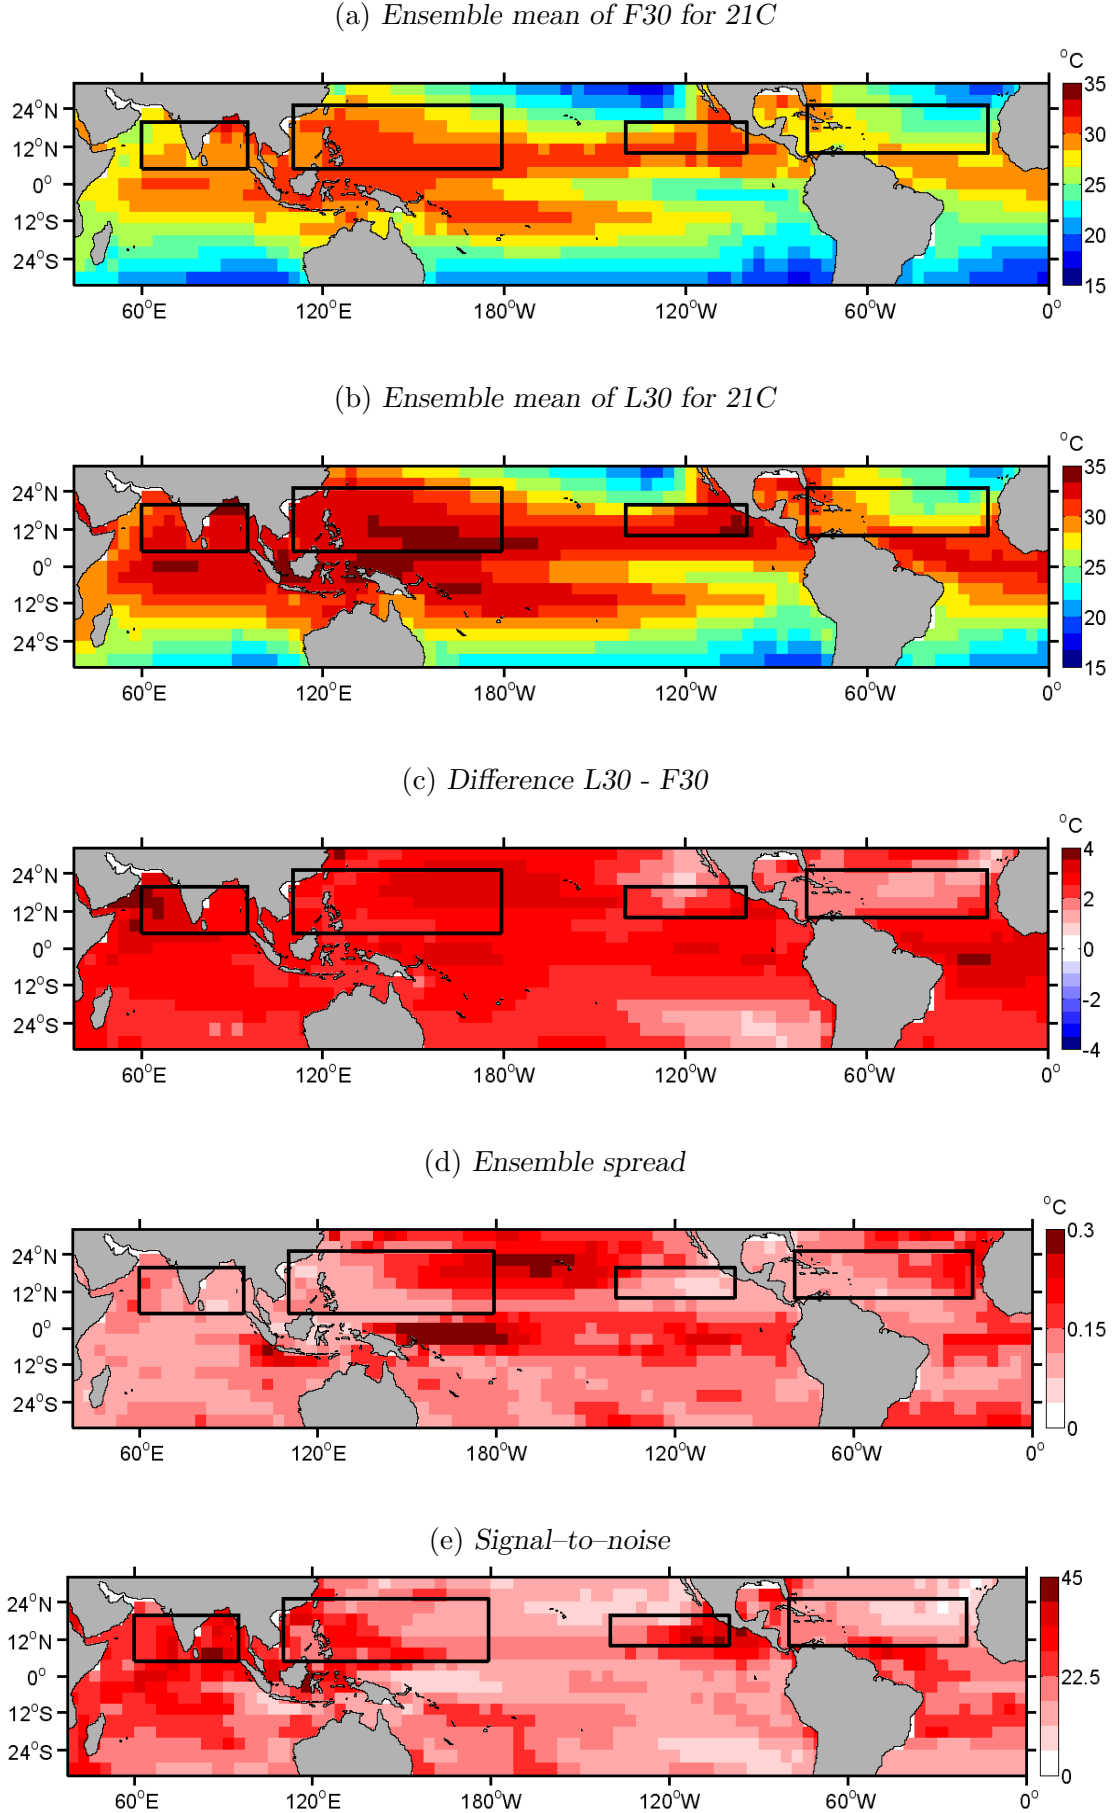 (a) Ensemble mean of F30 for 21C
°C
24°N
12°N
0°
12°S
24°S
35
30
25
20
15
60°E 120°E 180°W 120°W 60°W 0°
(b) Ensemble mean of L30 for 21C
°C
24°N
12°N
0°
12°S
24°S
35
30
25
20
15
60°E 120°E 180°W 120°W 60°W 0°
(c) Difference L30 - F30
°C
24°N
12°N
0°
12°S
24°S
4
2
0
-2
-4
60°E 120°E 180°W 120°W 60°W 0°
(d) Ensemble spread
°C
24°N
12°N
0°
12°S
24°S
0.3
0.15
0
60°E 120°E 180°W 120°W 60°W 0°
(e) Signal–to–noise
24°N
12°N
0°
12°S
24°S
45
22.5
0
60°E 120°E 180°W 120°W 60°W 0°